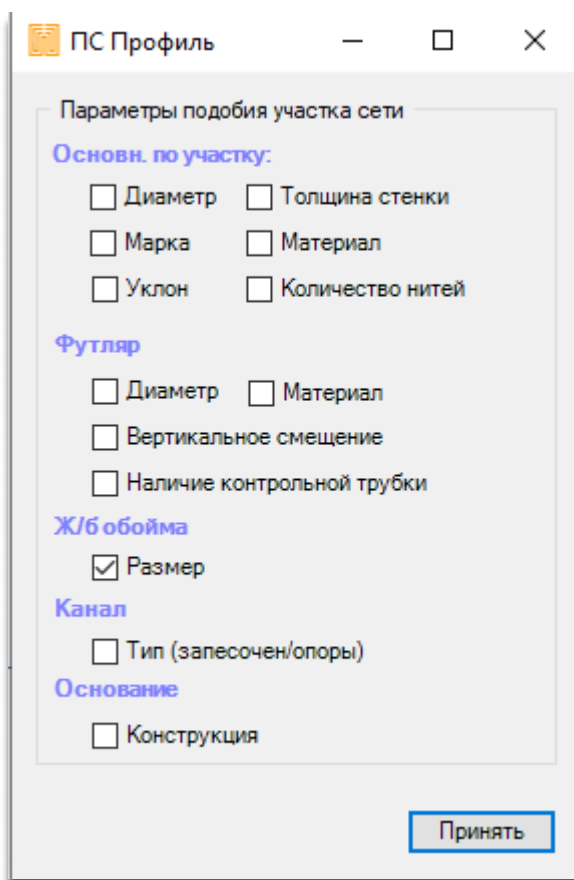 ПС Профиль
Параметры подобия участка сети
Основн. по участку:
Диаметр Толщина стенки
Марка Материал
Уклон Количество нитей
Футляр
Диаметр Материал
Вертикальное смещение
Наличие контрольной трубки
Ж/б обойма
Размер
Канал
Тип (запесочен/опоры)
Основание
Конструкция
Принять